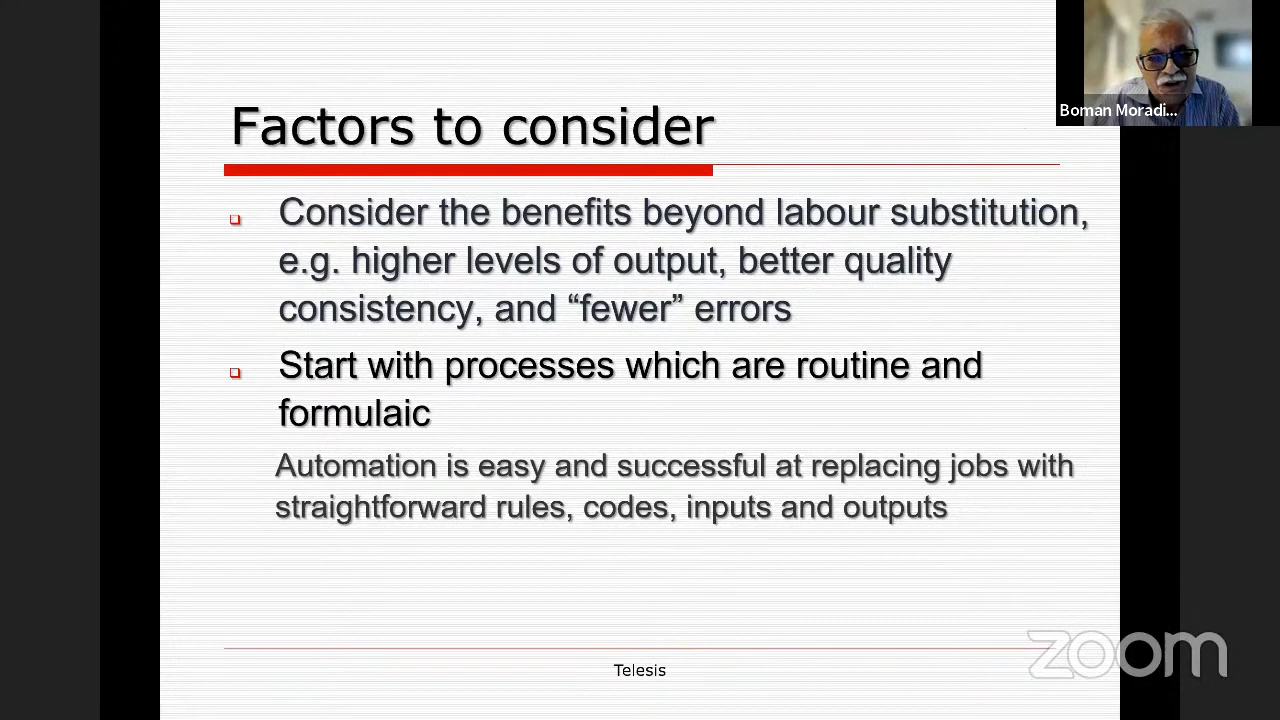 Boman Moradi...
Factors to consider
Consider the benefits beyond labour substitution,
e.g. higher levels of output, better quality
consistency, and “fewer” errors
Start with processes which are routine and
formulaic
Automation is easy and successful at replacing jobs with
straightforward rules, codes, inputs and outputs
Telesis
zoom